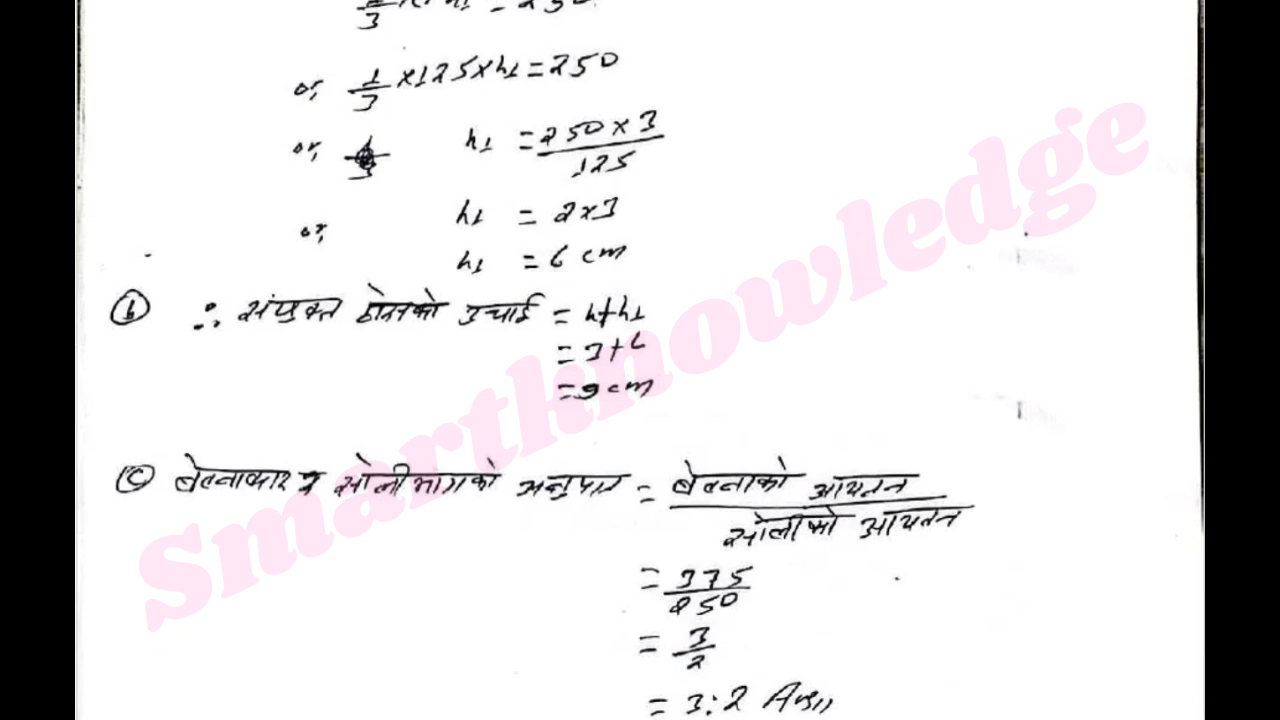 or, 1/3 × 125 × h1 = 250
or, h1 = 250 × 3 / 125
or, h1 = 2×3
h1 = 6 cm
(b) ∴ संयुक्त ठोसको उचाई = h+h1
= 3+6
= 9 cm
(c) बेलनाकार र सोली भागको अनुपात = बेलनाको आयतन / सोलीको आयतन
= 375/250
= 3/2
= 3:2 Ans//
Smartknowledge